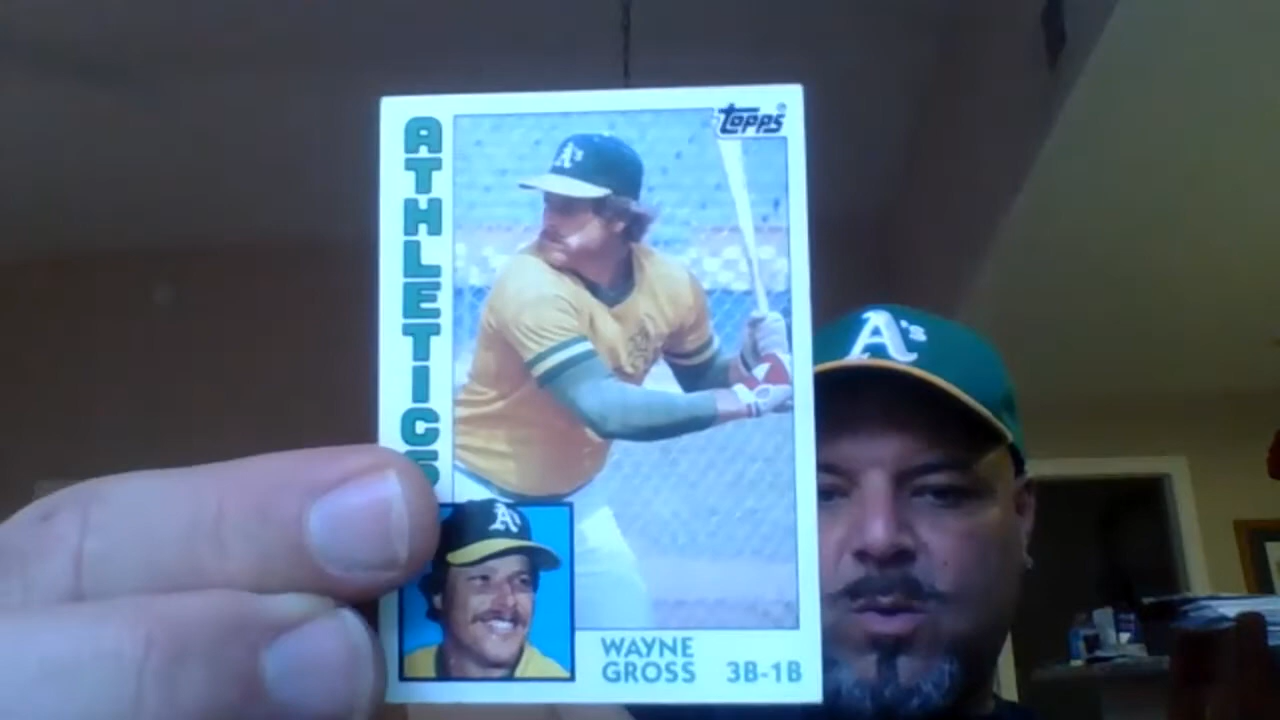 ATHLETICS
Topps
A's
A's
A's
WAYNE
GROSS 3B-1B